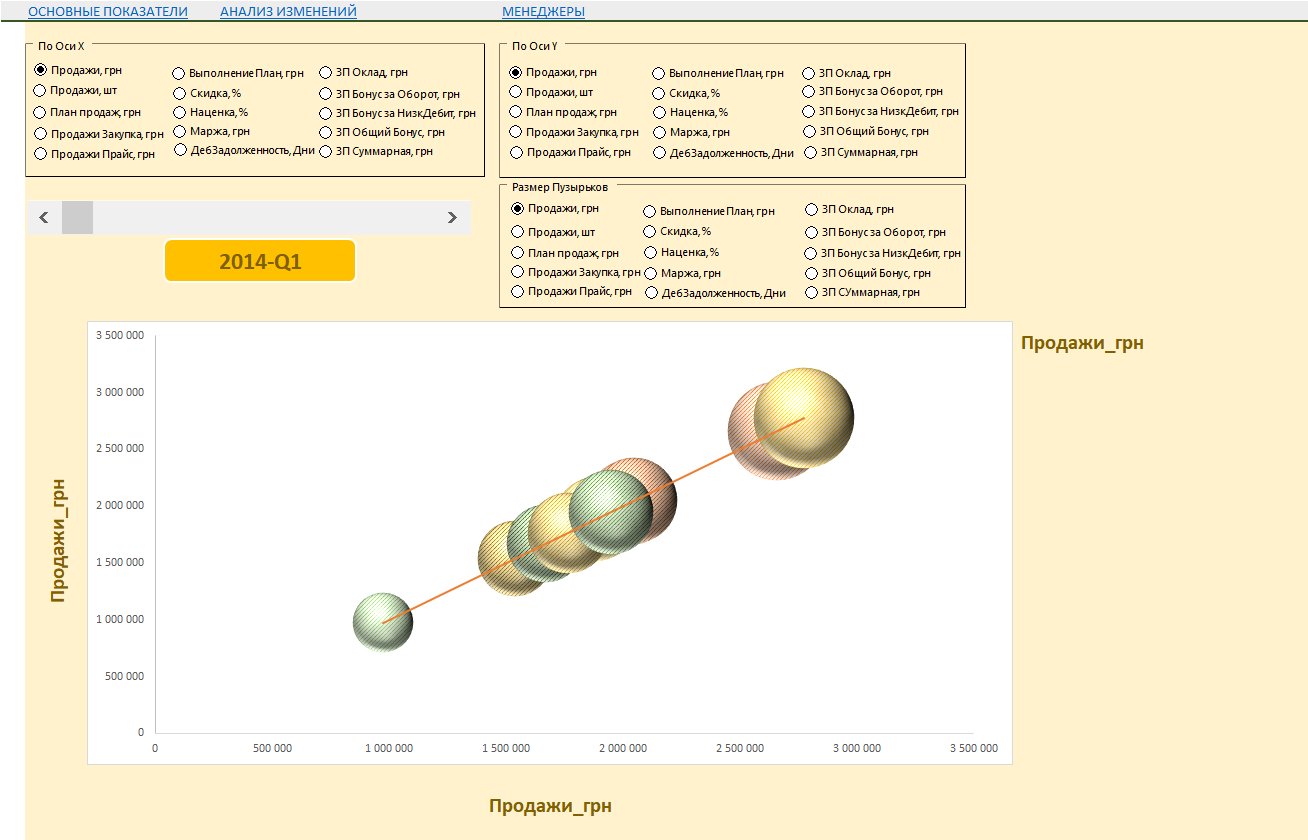 ОСНОВНЫЕ ПОКАЗАТЕЛИ АНАЛИЗ ИЗМЕНЕНИЙ МЕНЕДЖЕРЫ
По Оси X
Продажи, грн
Продажи, шт
План продаж, грн
Продажи Закупка, грн
Продажи Прайс, грн
Выполнение План, грн
Скидка, %
Наценка, %
Маржа, грн
ДебЗадолженность, Дни
ЗП Оклад, грн
ЗП Бонус за Оборот, грн
ЗП Бонус за НизкДебит, грн
ЗП Общий Бонус, грн
ЗП Суммарная, грн
По Оси Y
Продажи, грн
Продажи, шт
План продаж, грн
Продажи Закупка, грн
Продажи Прайс, грн
Выполнение План, грн
Скидка, %
Наценка, %
Маржа, грн
ДебЗадолженность, Дни
ЗП Оклад, грн
ЗП Бонус за Оборот, грн
ЗП Бонус за НизкДебит, грн
ЗП Общий Бонус, грн
ЗП Суммарная, грн
Размер Пузырьков
Продажи, грн
Продажи, шт
План продаж, грн
Продажи Закупка, грн
Продажи Прайс, грн
Выполнение План, грн
Скидка, %
Наценка, %
Маржа, грн
ДебЗадолженность, Дни
ЗП Оклад, грн
ЗП Бонус за Оборот, грн
ЗП Бонус за НизкДебит, грн
ЗП Общий Бонус, грн
ЗП СУммарная, грн
2014-Q1
Продажи_грн
3 500 000
3 000 000
2 500 000
2 000 000
1 500 000
1 000 000
500 000
0
Продажи_грн
0 500 000 1 000 000 1 500 000 2 000 000 2 500 000 3 000 000 3 500 000
Продажи_грн